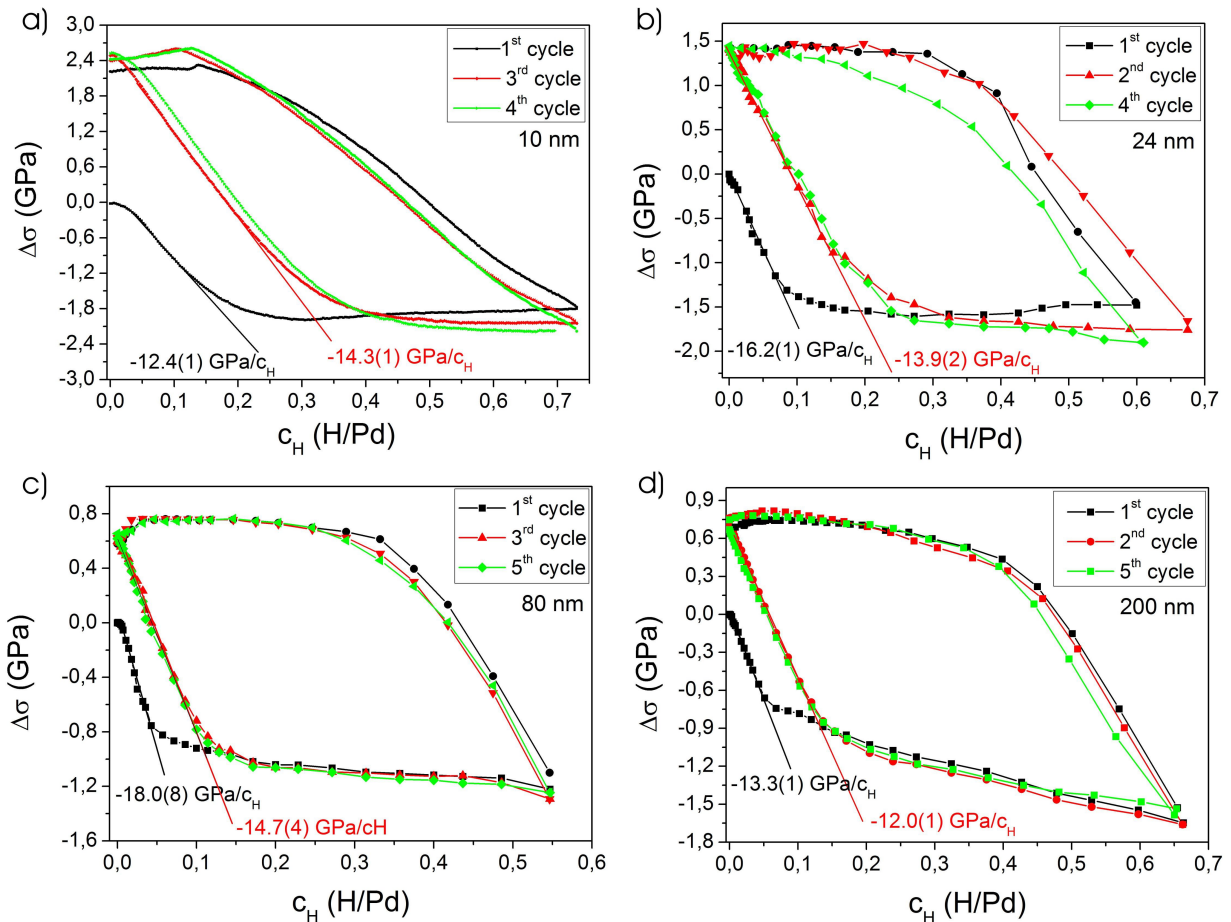 a)
3,0
2,4
1,8
1,2
0,6
0,0
-0,6
-1,2
-1,8
-2,4
-3,0
Δσ (GPa)
1st cycle
3rd cycle
4th cycle
10 nm
-12.4(1) GPa/cH
-14.3(1) GPa/cH
0,0 0,1 0,2 0,3 0,4 0,5 0,6 0,7
cH (H/Pd)
b)
1,5
1,0
0,5
0,0
-0,5
-1,0
-1,5
-2,0
Δσ (GPa)
1st cycle
2nd cycle
4th cycle
24 nm
-16.2(1) GPa/cH
-13.9(2) GPa/cH
0,0 0,1 0,2 0,3 0,4 0,5 0,6 0,7
cH (H/Pd)
c)
0,8
0,4
0,0
-0,4
-0,8
-1,2
-1,6
Δσ (GPa)
1st cycle
3rd cycle
5th cycle
80 nm
-18.0(8) GPa/cH
-14.7(4) GPa/cH
0,0 0,1 0,2 0,3 0,4 0,5 0,6
cH (H/Pd)
d)
0,9
0,6
0,3
0,0
-0,3
-0,6
-0,9
-1,2
-1,5
-1,8
Δσ (GPa)
1st cycle
2nd cycle
5th cycle
200 nm
-13.3(1) GPa/cH
-12.0(1) GPa/cH
0,0 0,1 0,2 0,3 0,4 0,5 0,6 0,7
cH (H/Pd)